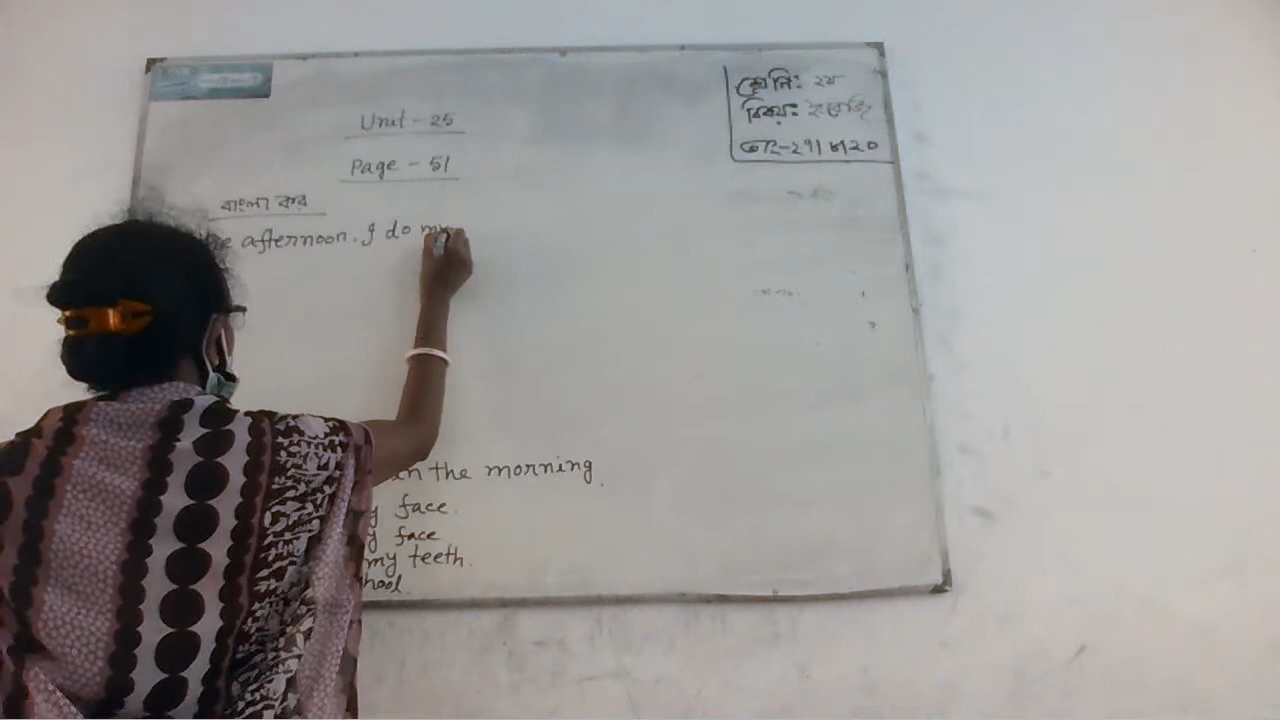 শ্রেণি: ২য়
বিষয়: ইংরেজি
তাং-২৭/৮/২০
Unit - 25
Page - 51
বাংলা কর
afternoon. I do my
in the morning.
face.
face
my teeth.